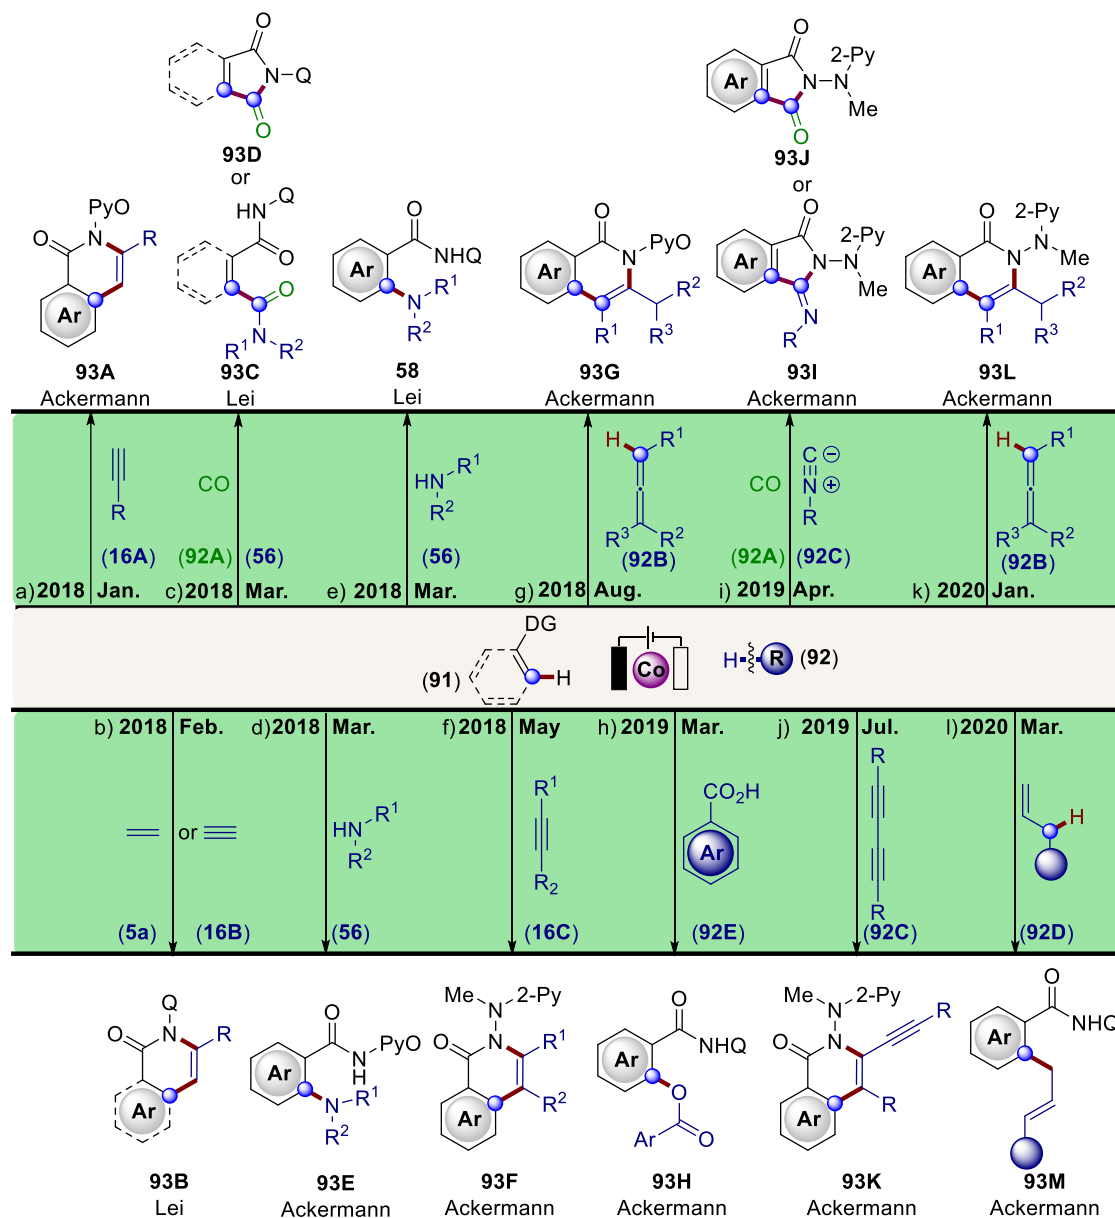 O
N
Q
O
93D
or
PyO
O
N
R
Ar
93A
Ackermann
Q
HN
O
O
N
R1
R2
93C
Lei
O
NHQ
Ar
R1
N
R2
58
Lei
O
PyO
N
Ar
R2
R1
R3
93G
Ackermann
O
2-Py
Ar
N
N
Me
O
93J
or
O
2-Py
Ar
N
N
Me
N
R
93I
Ackermann
O
2-Py
N
N
Me
Ar
R2
R1
R3
93L
Ackermann
R
(16A)
a) 2018 Jan.
CO
(92A) (56)
c) 2018 Mar.
HN
R1
R2
(56)
e) 2018 Mar.
H
R1
R3
R2
(92B)
g) 2018 Aug.
CO
C ⊖
N ⊕
R
(92A) (92C)
i) 2019 Apr.
H
R1
R3
R2
(92B)
k) 2020 Jan.
DG
(91)
H
Co
H
R
(92)
b) 2018 Feb.
or
(5a) (16B)
d) 2018 Mar.
HN
R1
R2
(56)
f) 2018 May
R1
R2
(16C)
h) 2019 Mar.
CO2H
Ar
(92E)
j) 2019 Jul.
R
R
(92C)
l) 2020 Mar.
H
(92D)
Q
O
N
R
Ar
93B
Lei
O
PyO
N
H
Ar
N
R1
R2
93E
Ackermann
Me
N
2-Py
O
N
R1
R2
Ar
93F
Ackermann
O
NHQ
Ar
O
Ar
O
93H
Ackermann
Me
N
2-Py
O
N
Ar
R
R
93K
Ackermann
O
NHQ
Ar
93M
Ackermann